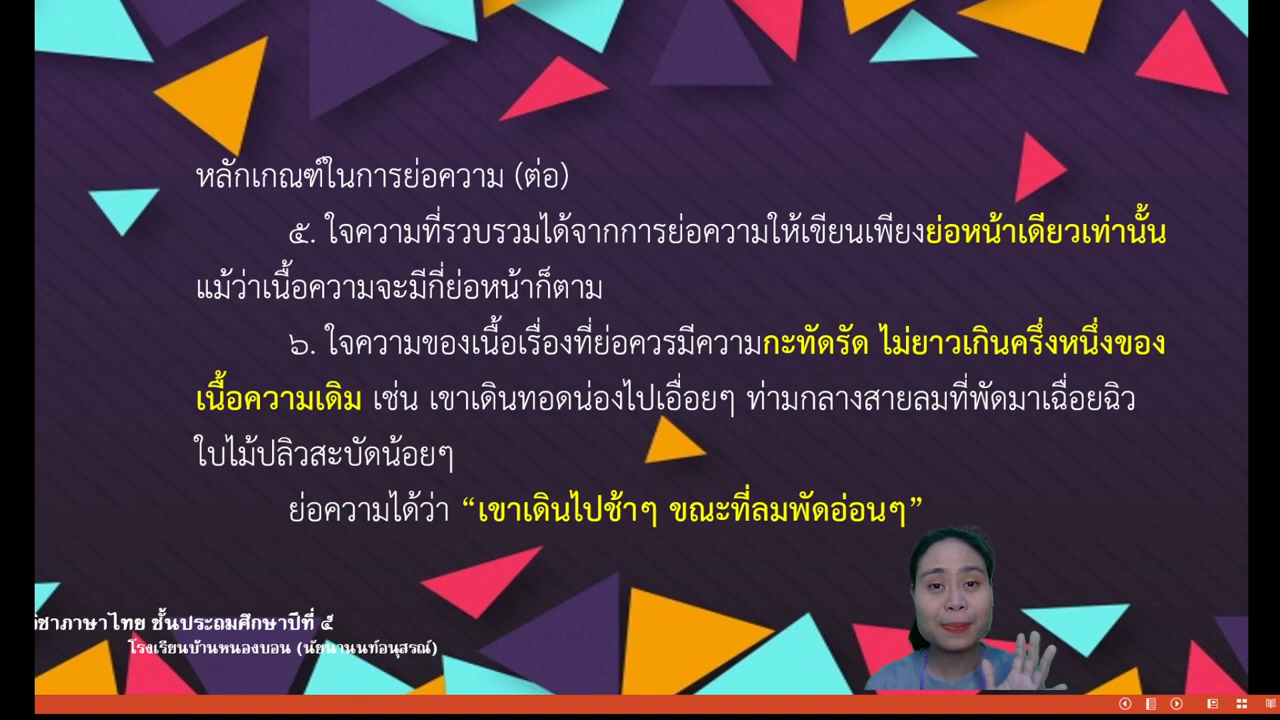 หลักเกณฑ์ในการย่อความ (ต่อ)
๕. ใจความที่รวบรวมได้จากการย่อความให้เขียนเพียงย่อหน้าเดียวเท่านั้น
แม้ว่าเนื้อความจะมีกี่ย่อหน้าก็ตาม
๖. ใจความของเนื้อเรื่องที่ย่อควรมีความกะทัดรัด ไม่ยาวเกินครึ่งหนึ่งของ
เนื้อความเดิม เช่น เขาเดินทอดน่องไปเอื่อยๆ ท่ามกลางสายลมที่พัดมาเฉื่อยฉิว
ใบไม้ปลิวสะบัดน้อยๆ
ย่อความได้ว่า “เขาเดินไปช้าๆ ขณะที่ลมพัดอ่อนๆ”
วิชาภาษาไทย ชั้นประถมศึกษาปีที่ ๕
โรงเรียนบ้านหนองบอน (นัยนานนท์อนุสรณ์)